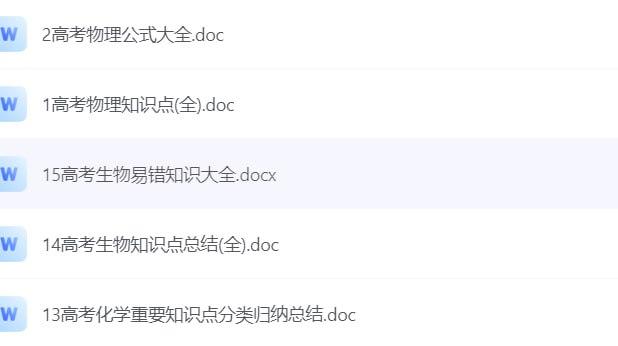 W 2高考物理公式大全.doc
W 1高考物理知识点(全).doc
W 15高考生物易错知识大全.docx
W 14高考生物知识点总结(全).doc
W 13高考化学重要知识点分类归纳总结.doc